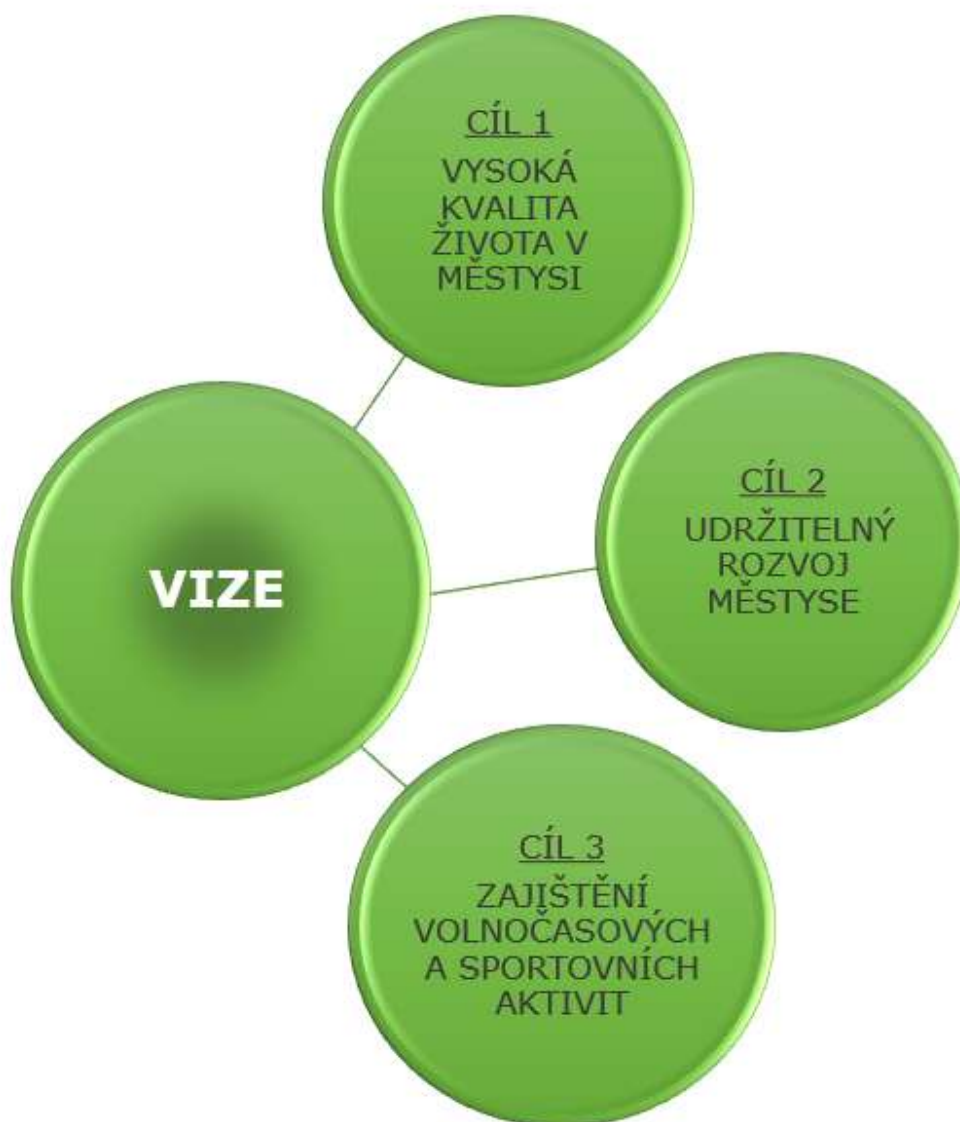 CÍL 1
VYSOKÁ
KVALITA
ŽIVOTA V
MĚSTYSI
CÍL 2
UDRŽITELNÝ
ROZVOJ
MĚSTYSE
VIZE
CÍL 3
ZAJIŠTĚNÍ
VOLNOČASOVÝCH
A SPORTOVNÍCH
AKTIVIT